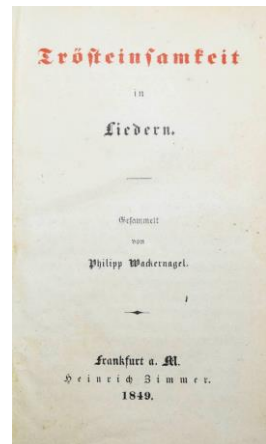 Trösteinsamkeit
in
Liedern.
Gesammelt
von
Philipp Wackernagel.
Frankfurt a. M.
Heinrich Zimmer.
1849.